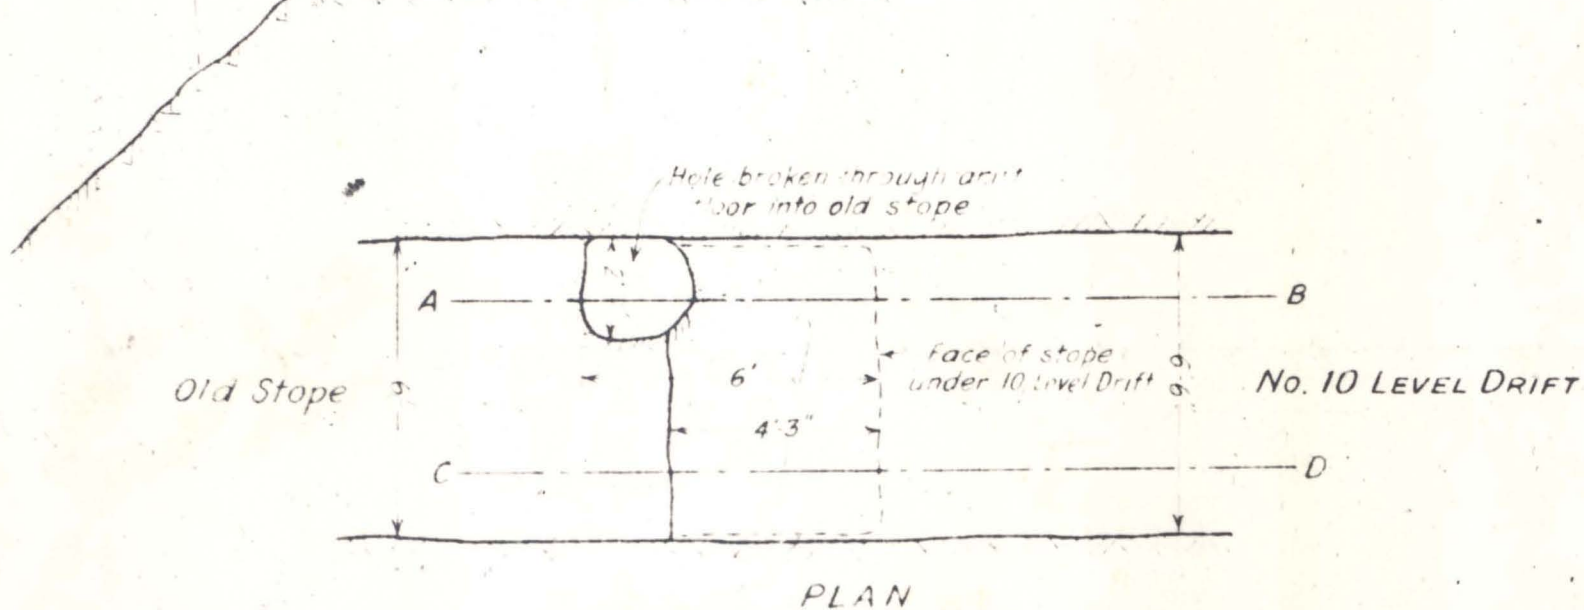 Hole broken through drift
floor into old stope
A
B
Old Stope
6'
Face of stope
under 10 Level Drift
No. 10 LEVEL DRIFT
4'3"
C
D
PLAN